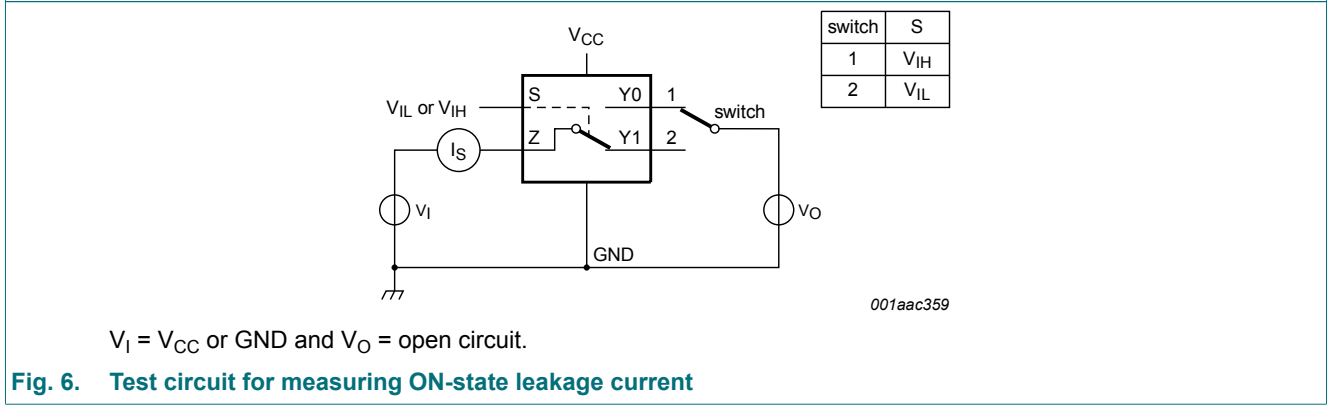 switch S
1 VIH
2 VIL
VCC
S Y0 1
VIL or VIH
switch
Z Y1 2
IS
VI
VO
GND
001aac359
VI = VCC or GND and VO = open circuit.
Fig. 6. Test circuit for measuring ON-state leakage current